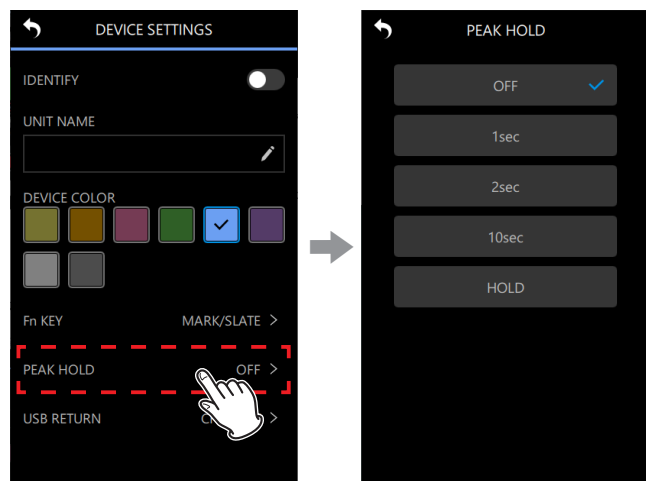 DEVICE SETTINGS
IDENTIFY
UNIT NAME
DEVICE COLOR
Fn KEY MARK/SLATE >
PEAK HOLD OFF >
USB RETURN >
PEAK HOLD
OFF
1sec
2sec
10sec
HOLD